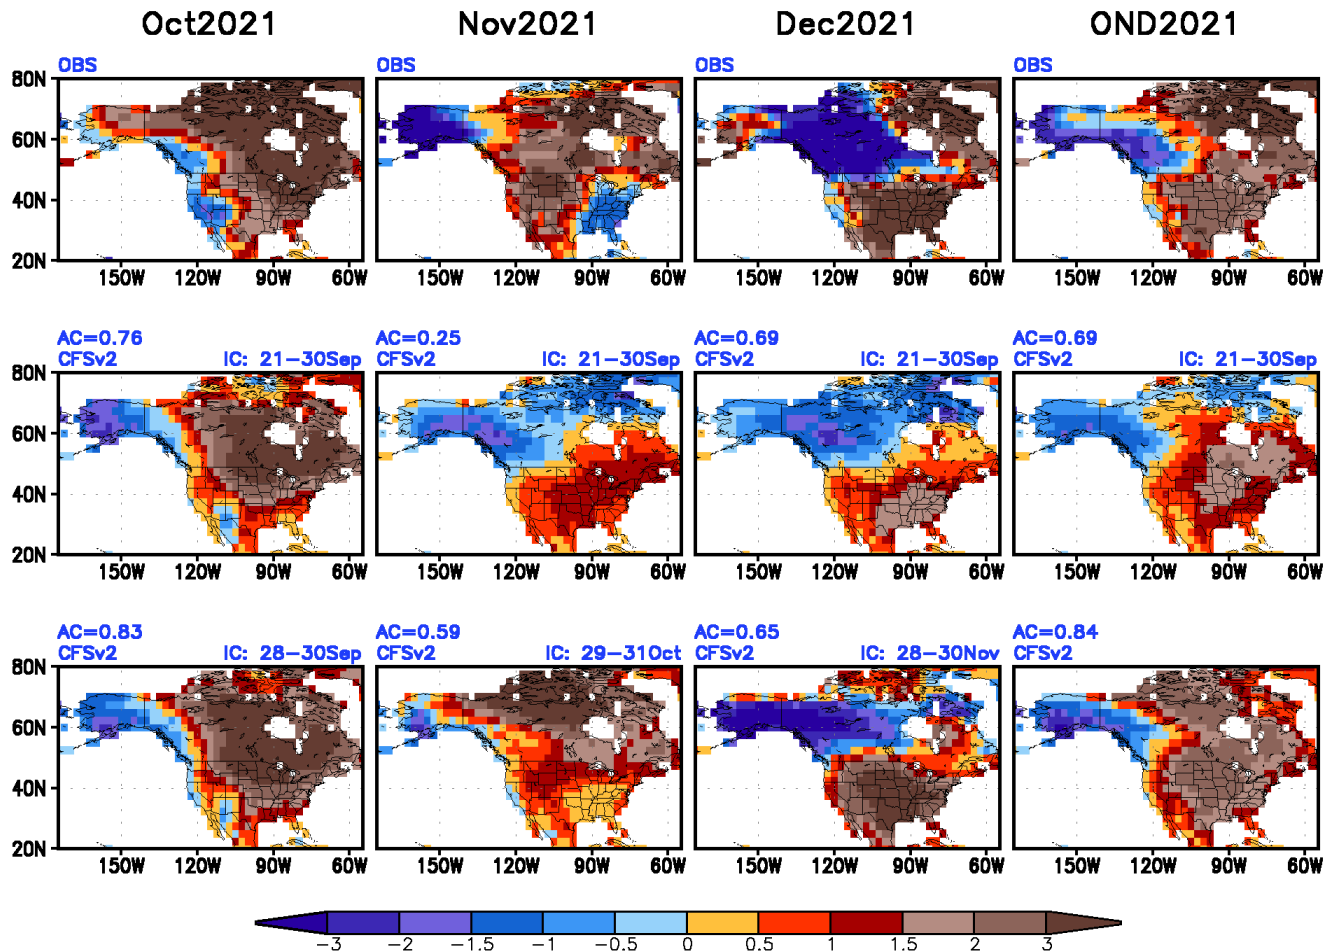 Oct2021 Nov2021 Dec2021 OND2021
OBS OBS OBS OBS
80N
60N
40N
20N
150W 120W 90W 60W 150W 120W 90W 60W 150W 120W 90W 60W 150W 120W 90W 60W
AC=0.76 AC=0.25 AC=0.69 AC=0.69
CFSv2 IC: 21-30Sep CFSv2 IC: 21-30Sep CFSv2 IC: 21-30Sep CFSv2 IC: 21-30Sep
80N
60N
40N
20N
150W 120W 90W 60W 150W 120W 90W 60W 150W 120W 90W 60W 150W 120W 90W 60W
AC=0.83 AC=0.59 AC=0.65 AC=0.84
CFSv2 IC: 28-30Sep CFSv2 IC: 29-31Oct CFSv2 IC: 28-30Nov CFSv2
80N
60N
40N
20N
150W 120W 90W 60W 150W 120W 90W 60W 150W 120W 90W 60W 150W 120W 90W 60W
-3 -2 -1.5 -1 -0.5 0 0.5 1 1.5 2 3